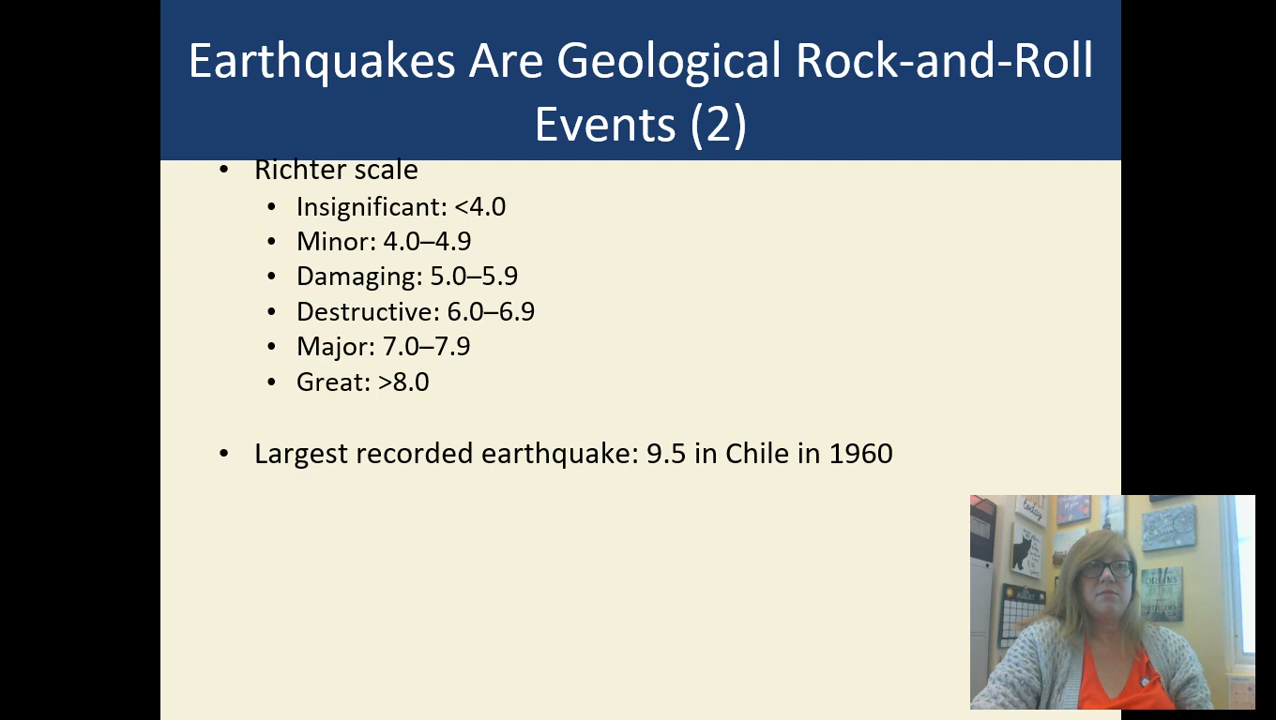 Earthquakes Are Geological Rock-and-Roll
Events (2)
• Richter scale
• Insignificant: <4.0
• Minor: 4.0–4.9
• Damaging: 5.0–5.9
• Destructive: 6.0–6.9
• Major: 7.0–7.9
• Great: >8.0
• Largest recorded earthquake: 9.5 in Chile in 1960
today
AUGUST